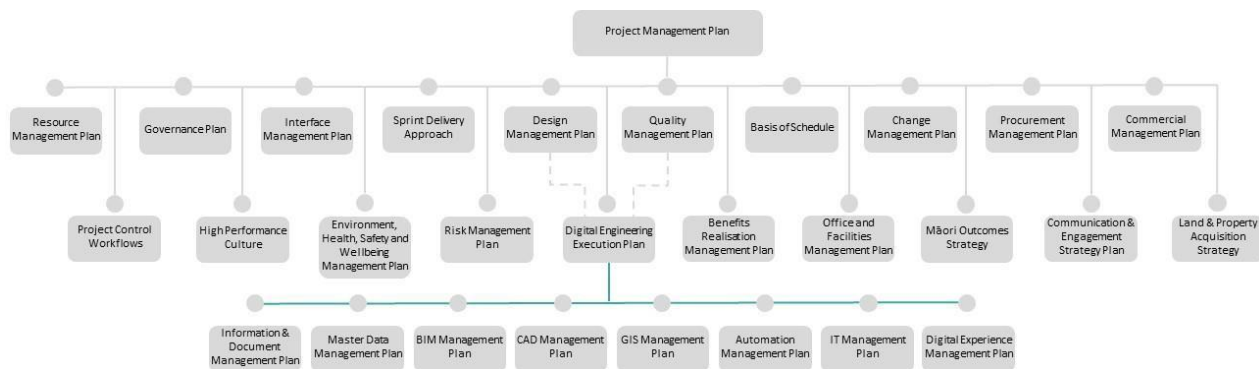 Project Management Plan
Resource
Management Plan
Governance Plan
Interface
Management Plan
Sprint Delivery
Approach
Design
Management Plan
Quality
Management Plan
Basis of Schedule
Change
Management Plan
Procurement
Management Plan
Commercial
Management Plan
Project Control
Workflows
High Performance
Culture
Environment,
Health, Safety and
Wellbeing
Management Plan
Risk Management
Plan
Digital Engineering
Execution Plan
Benefits
Realisation
Management Plan
Office and
Facilities
Management Plan
Māori Outcomes
Strategy
Communication &
Engagement
Strategy Plan
Land & Property
Acquisition
Strategy
Information &
Document
Management Plan
Master Data
Management Plan
BIM Management
Plan
CAD Management
Plan
GIS Management
Plan
Automation
Management Plan
IT Management
Plan
Digital Experience
Management Plan